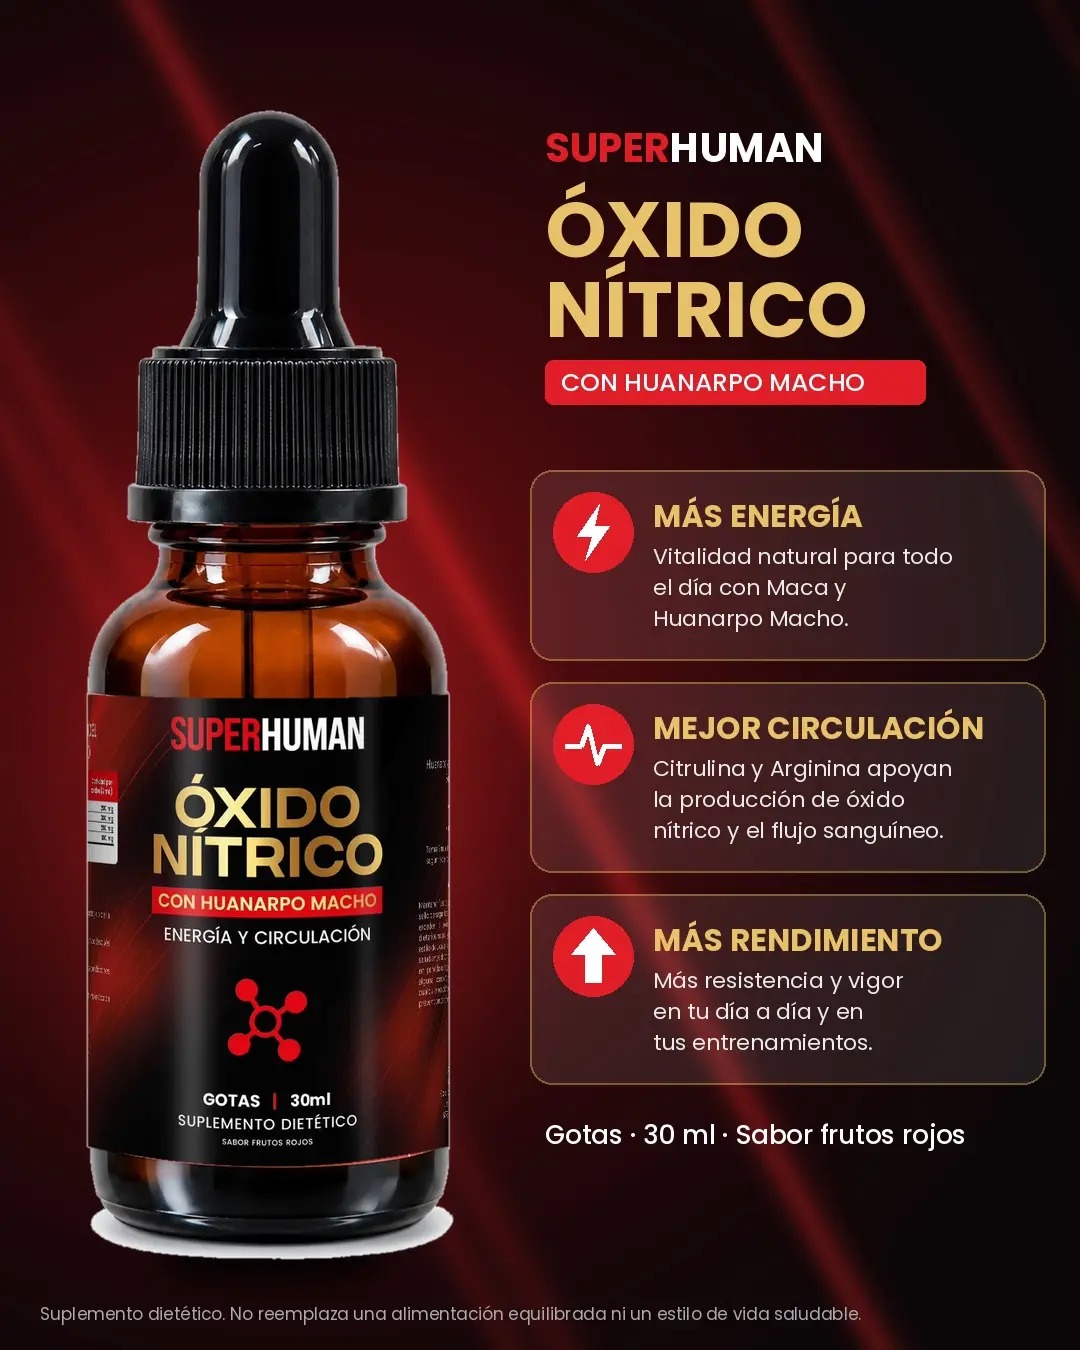 SUPERHUMAN
ÓXIDO
NÍTRICO
CON HUANARPO MACHO
MÁS ENERGÍA
Vitalidad natural para todo
el día con Maca y
Huanarpo Macho.
MEJOR CIRCULACIÓN
Citrulina y Arginina apoyan
la producción de óxido
nítrico y el flujo sanguíneo.
MÁS RENDIMIENTO
Más resistencia y vigor
en tu día a día y en
tus entrenamientos.
Gotas · 30 ml · Sabor frutos rojos
SUPERHUMAN
ÓXIDO
NÍTRICO
CON HUANARPO MACHO
ENERGÍA Y CIRCULACIÓN
GOTAS | 30ml
SUPLEMENTO DIETÉTICO
SABOR FRUTOS ROJOS
Suplemento dietético. No reemplaza una alimentación equilibrada ni un estilo de vida saludable.